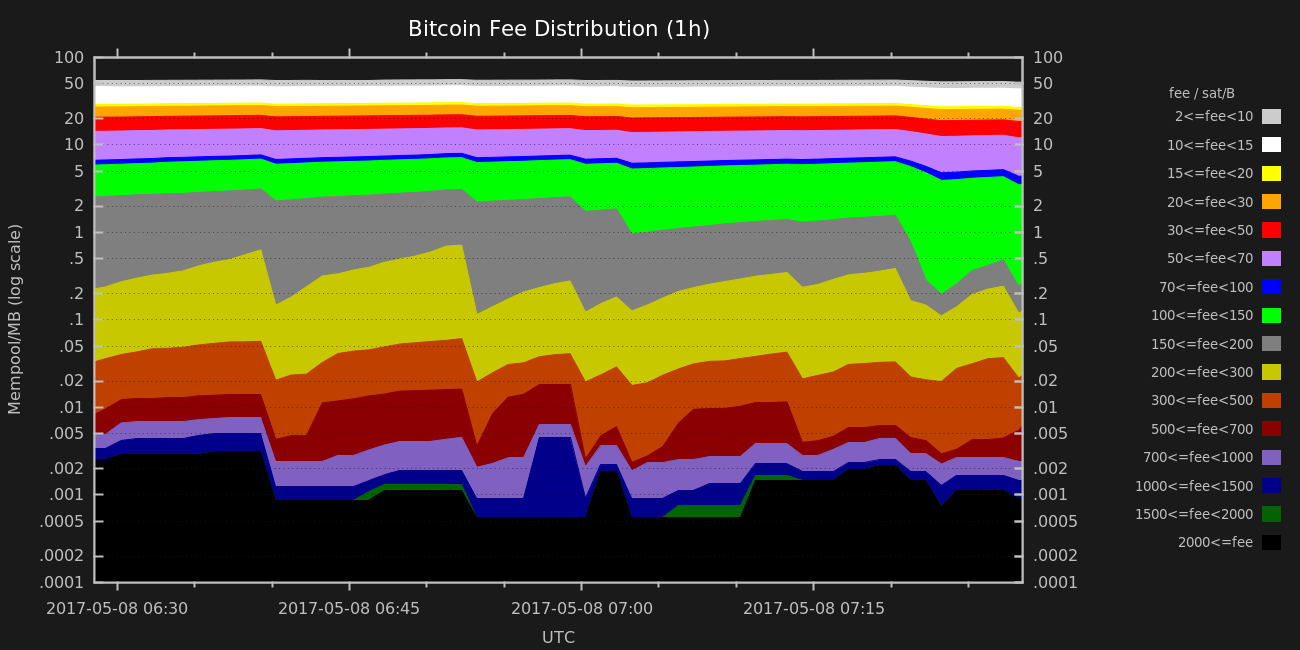 Bitcoin Fee Distribution (1h)
Mempool/MB (log scale)
100
50
20
10
5
2
1
.5
.2
.1
.05
.02
.01
.005
.002
.001
.0005
.0002
.0001
100
50
20
10
5
2
1
.5
.2
.1
.05
.02
.01
.005
.002
.001
.0005
.0002
.0001
2017-05-08 06:30
2017-05-08 06:45
2017-05-08 07:00
2017-05-08 07:15
UTC
fee / sat/B
2<=fee<10
10<=fee<15
15<=fee<20
20<=fee<30
30<=fee<50
50<=fee<70
70<=fee<100
100<=fee<150
150<=fee<200
200<=fee<300
300<=fee<500
500<=fee<700
700<=fee<1000
1000<=fee<1500
1500<=fee<2000
2000<=fee